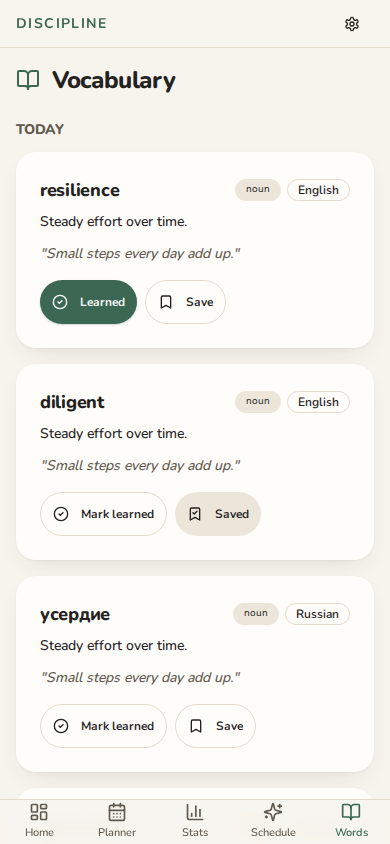 DISCIPLINE
Vocabulary
TODAY
resilience noun English
Steady effort over time.
"Small steps every day add up."
Learned Save
diligent noun English
Steady effort over time.
"Small steps every day add up."
Mark learned Saved
усердие noun Russian
Steady effort over time.
"Small steps every day add up."
Mark learned Save
Home Planner Stats Schedule Words